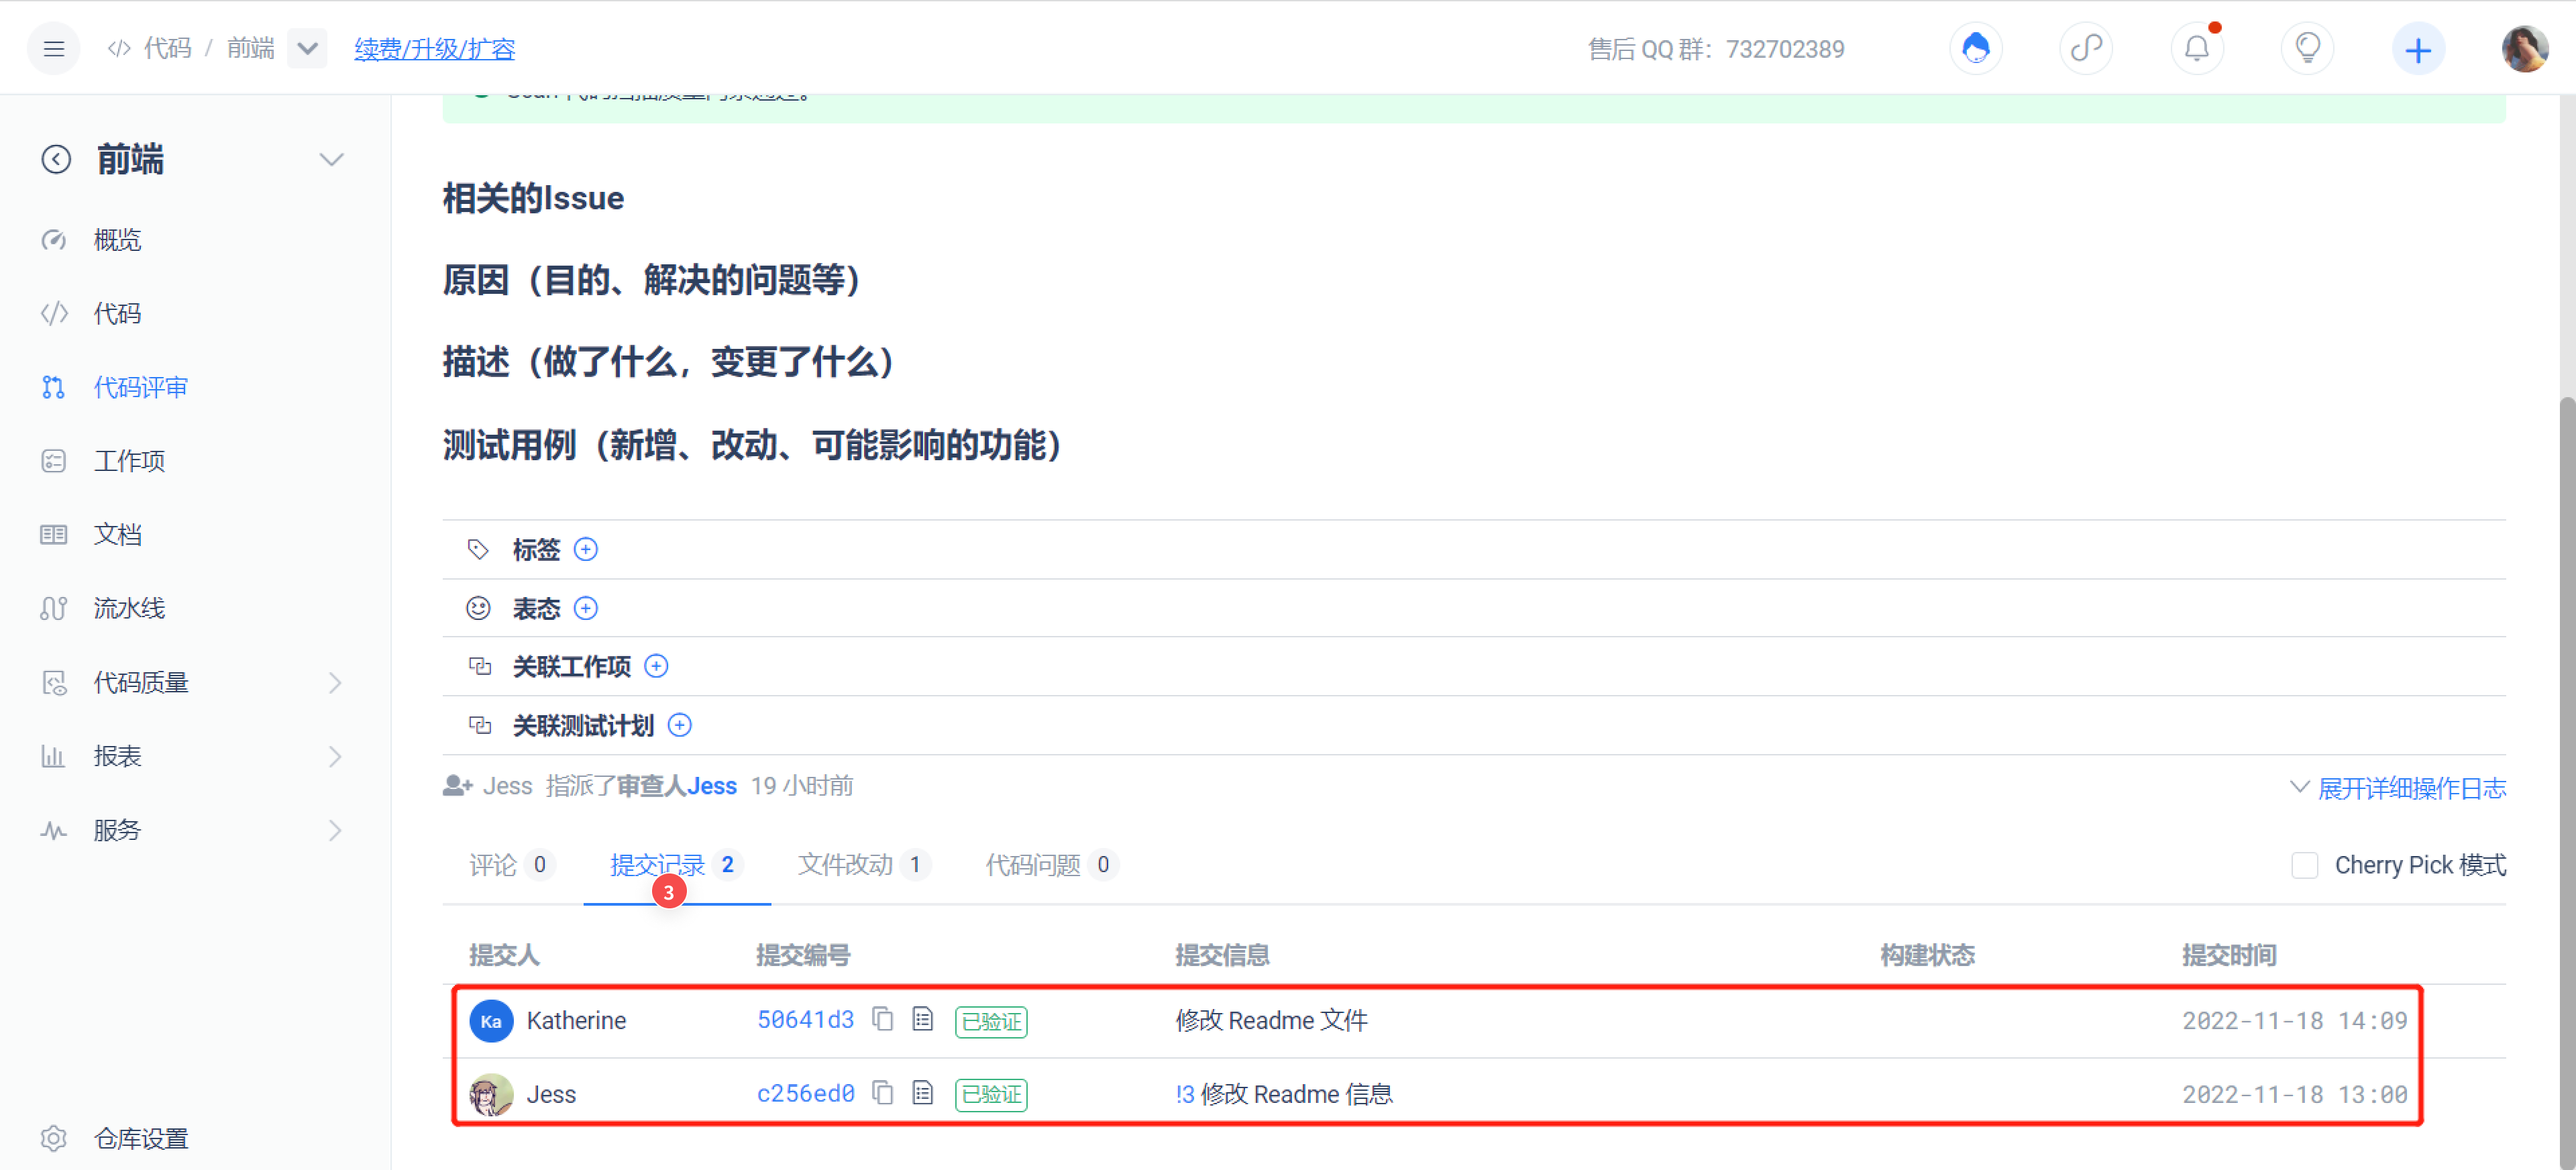 代码 / 前端 续费/升级/扩容 售后 QQ 群：732702389
前端
概览
代码
代码评审
工作项
文档
流水线
代码质量
报表
服务
仓库设置
相关的Issue
原因（目的、解决的问题等）
描述（做了什么，变更了什么）
测试用例（新增、改动、可能影响的功能）
标签
表态
关联工作项
关联测试计划
Jess 指派了审查人Jess 19 小时前 展开详细操作日志
评论 0 提交记录 2 文件改动 1 代码问题 0 Cherry Pick 模式
3
提交人 提交编号 提交信息 构建状态 提交时间
Ka Katherine 50641d3 已验证 修改 Readme 文件 2022-11-18 14:09
Jess c256ed0 已验证 !3 修改 Readme 信息 2022-11-18 13:00